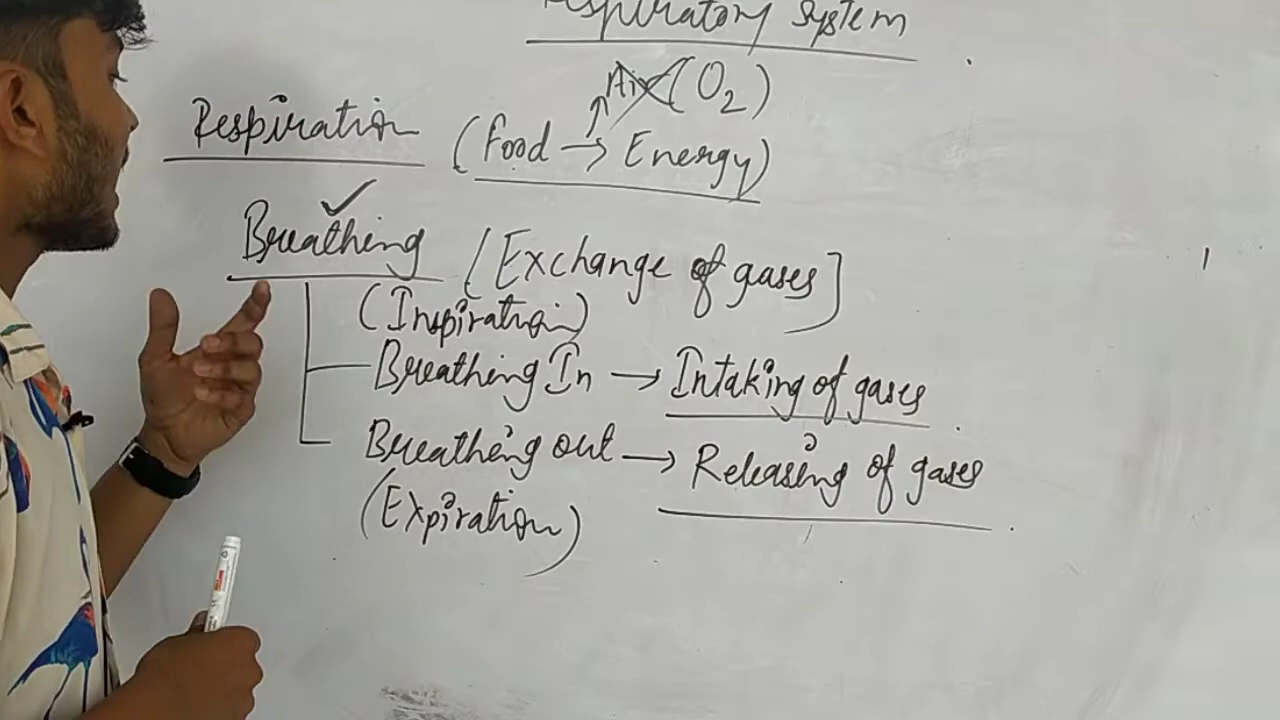 Respiratory System
Air (O2)
Respiration (Food → Energy)
Breathing (Exchange of gases]
(Inspiration)
Breathing In → Intaking of gases
Breathing out → Releasing of gases
(Expiration)